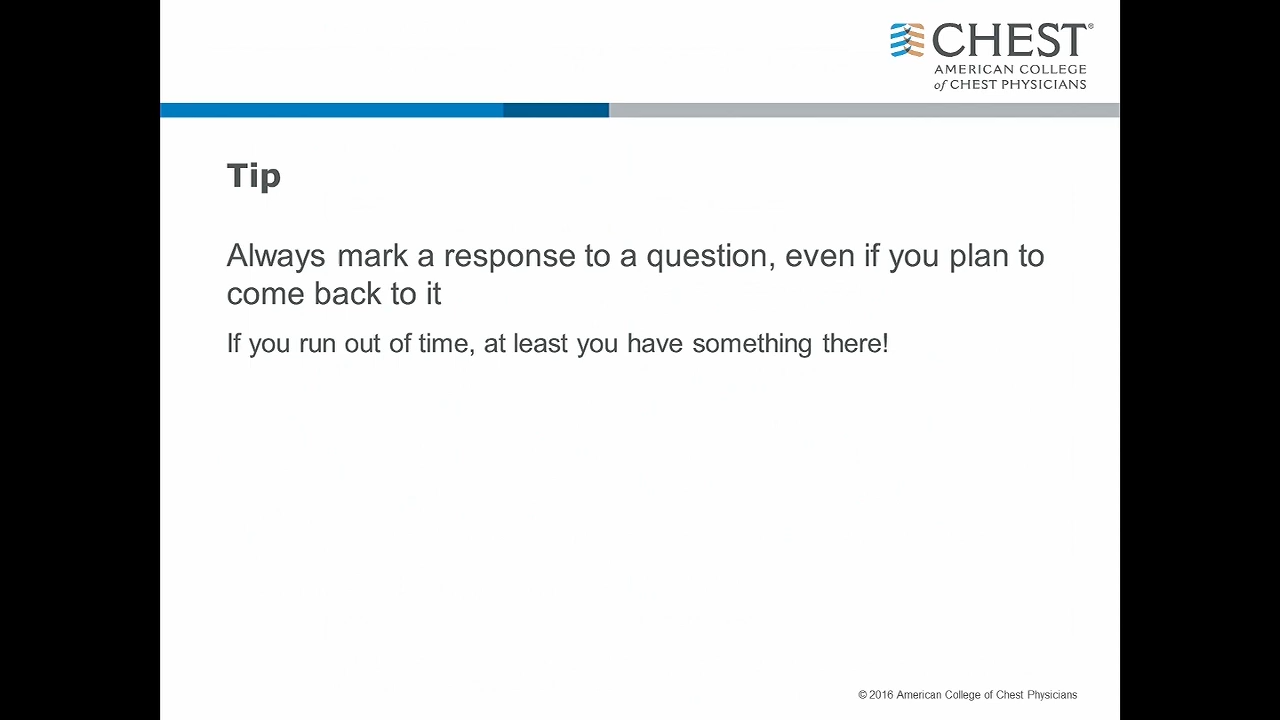 CHEST®
AMERICAN COLLEGE
of CHEST PHYSICIANS
Tip
Always mark a response to a question, even if you plan to
come back to it
If you run out of time, at least you have something there!
© 2016 American College of Chest Physicians